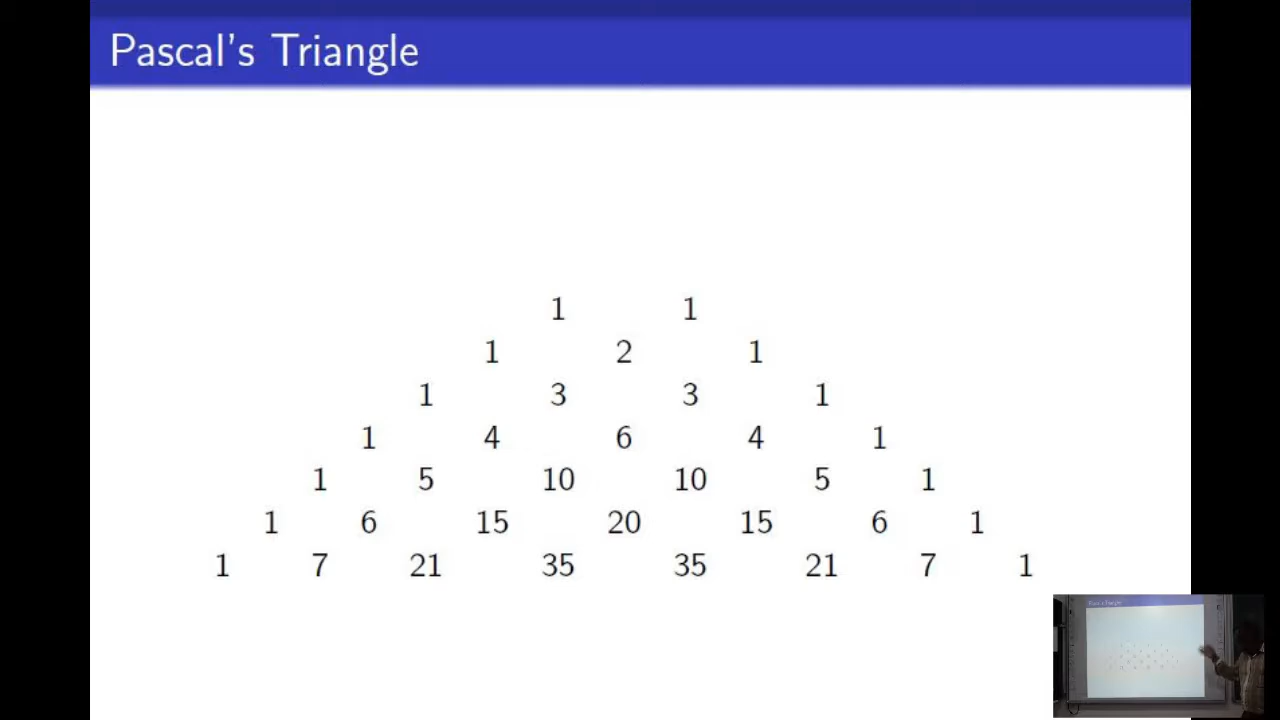 Pascal's Triangle
1 1
1 2 1
1 3 3 1
1 4 6 4 1
1 5 10 10 5 1
1 6 15 20 15 6 1
1 7 21 35 35 21 7 1